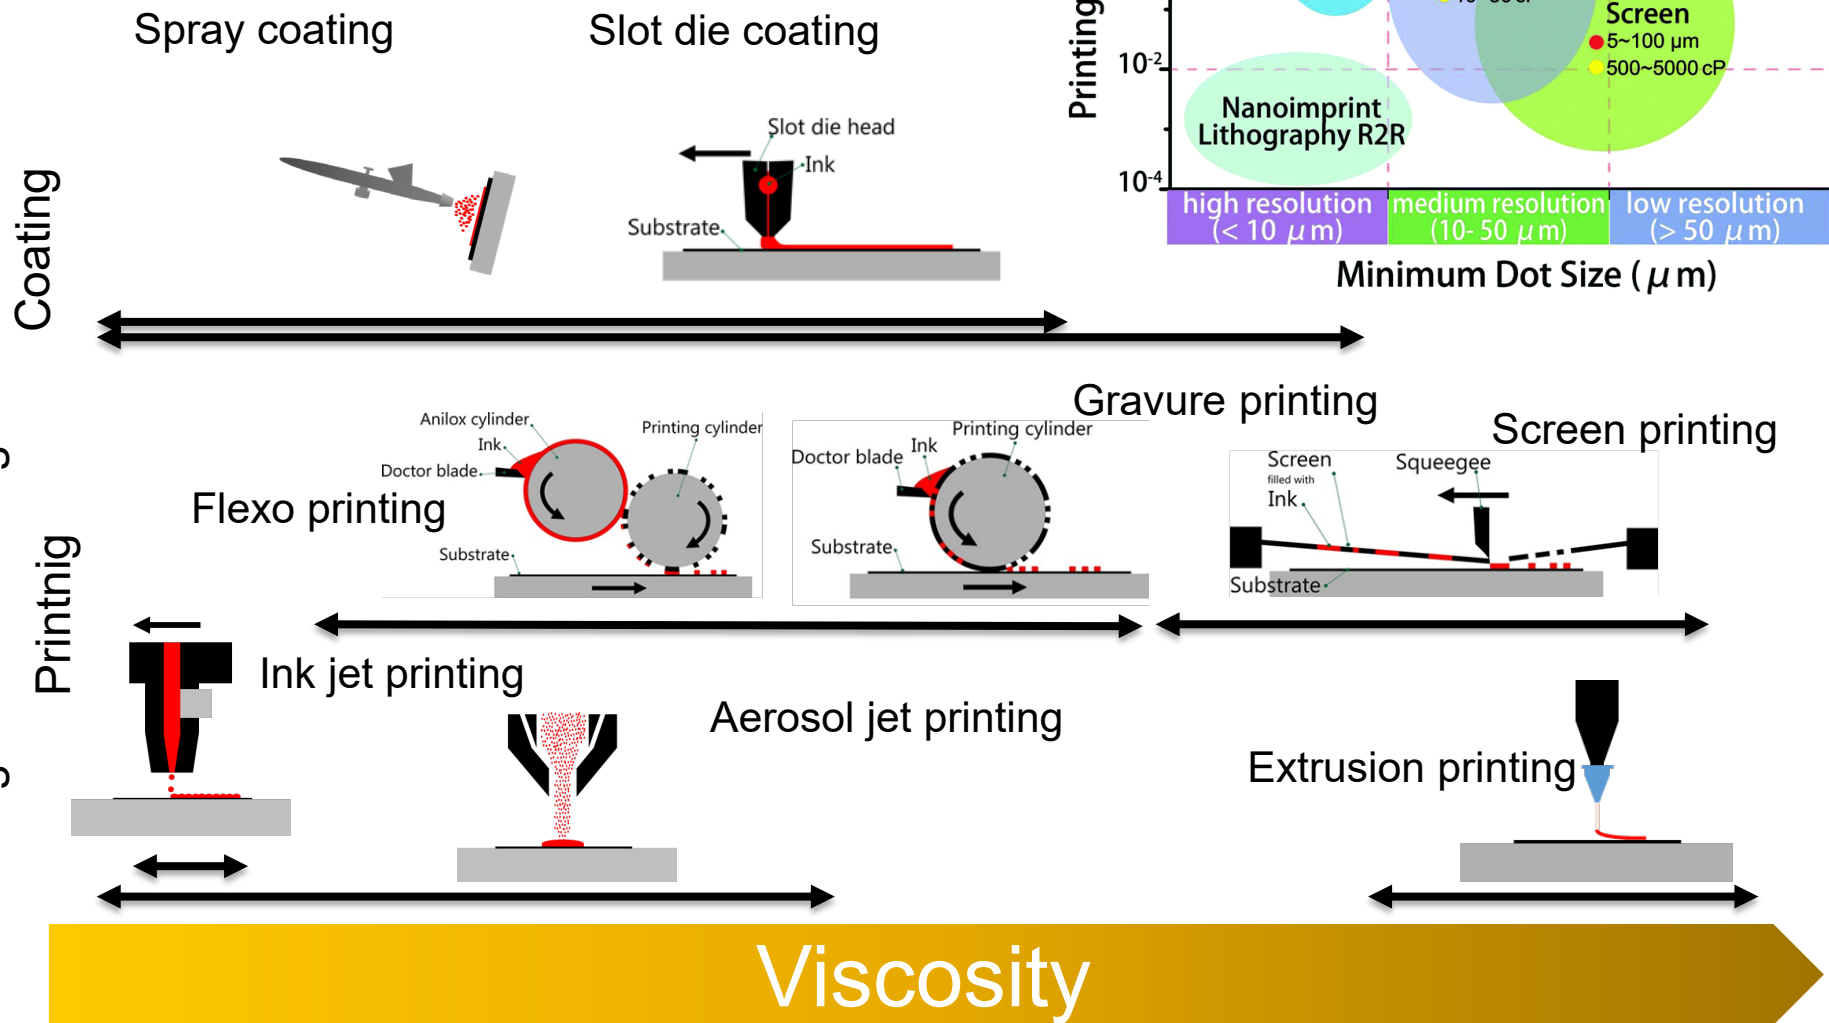 Spray coating
Slot die coating
Slot die head
Ink
Substrate
Coating
Printing
Screen
5~100 μm
500~5000 cP
10-2
Nanoimprint
Lithography R2R
10-4
high resolution
(< 10 μm)
medium resolution
(10- 50 μm)
low resolution
(> 50 μm)
Minimum Dot Size (μm)
Flexo printing
Anilox cylinder
Ink
Doctor blade
Printing cylinder
Substrate
Gravure printing
Printing cylinder
Ink
Doctor blade
Substrate
Screen printing
Screen
filled with
Ink
Squeegee
Substrate
Printnig
Ink jet printing
Aerosol jet printing
Extrusion printing
Viscosity